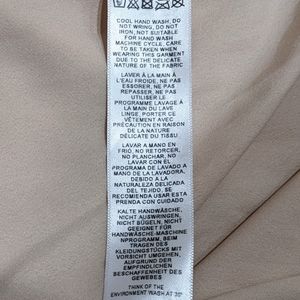 COOL HAND WASH, DO
NOT WRING, DO NOT
IRON, NOT SUITABLE
FOR HAND WASH
MACHINE CYCLE, CARE
TO BE TAKEN WHEN
WEARING THIS GARMENT
DUE TO THE DELICATE
NATURE OF THE FABRIC
LAVER À LA MAIN À
L'EAU FROIDE, NE PAS
ESSORER, NE PAS
REPASSER, NE PAS
UTILISER LE
PROGRAMME LAVAGE À
LA MAIN DU LAVE
LINGE, PORTER CE
VÊTEMENT AVEC
PRÉCAUTION EN RAISON
DE LA NATURE
DÉLICATE DU TISSU
LAVAR A MANO EN
FRÍO, NO RETORCER,
NO PLANCHAR, NO
LAVAR CON EL
PROGRAMA DE LAVADO A
MANO DE LA LAVADORA,
DEBIDO A LA
NATURALEZA DELICADA
DEL TEJIDO, SE
RECOMIENDA USAR ESTA
PRENDA CON CUIDADO
KALTE HANDWÄSCHE,
NICHT AUSWRINGEN,
NICHT BÜGELN, NICHT
GEEIGNET FÜR
HANDWÄSCHE-MASCHINE
NPROGRAMM, BEIM
TRAGEN DES
KLEIDUNGSTÜCKES MIT
VORSICHT UMGEHEN,
AUFGRUND DER
EMPFINDLICHEN
BESCHAFFENHEIT DES
GEWEBES
THINK OF THE
ENVIRONMENT WASH AT 30°